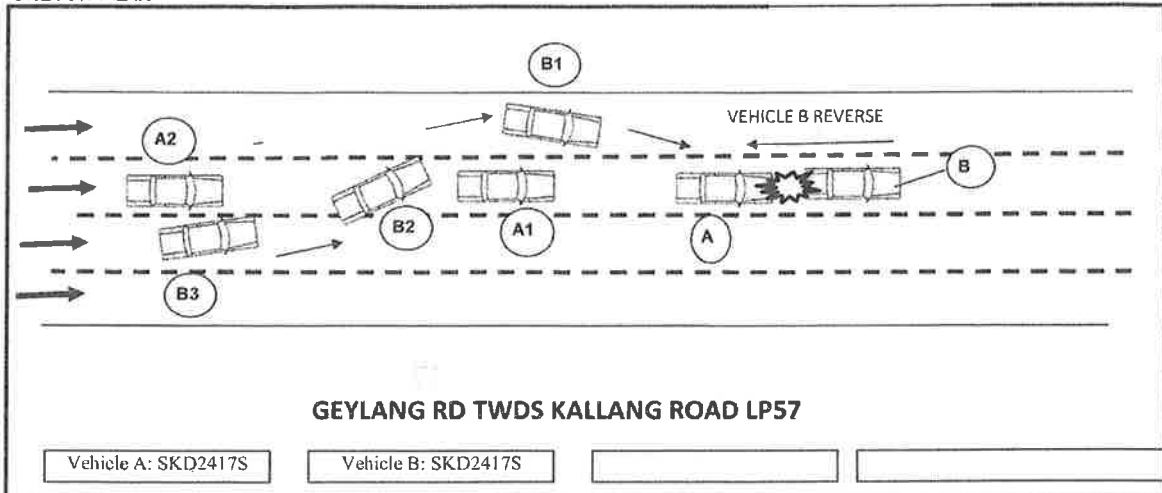 B1
VEHICLE B REVERSE
A2
B
B2
A1
A
B3
GEYLANG RD TWDS KALLANG ROAD LP57
Vehicle A: SKD2417S
Vehicle B: SKD2417S